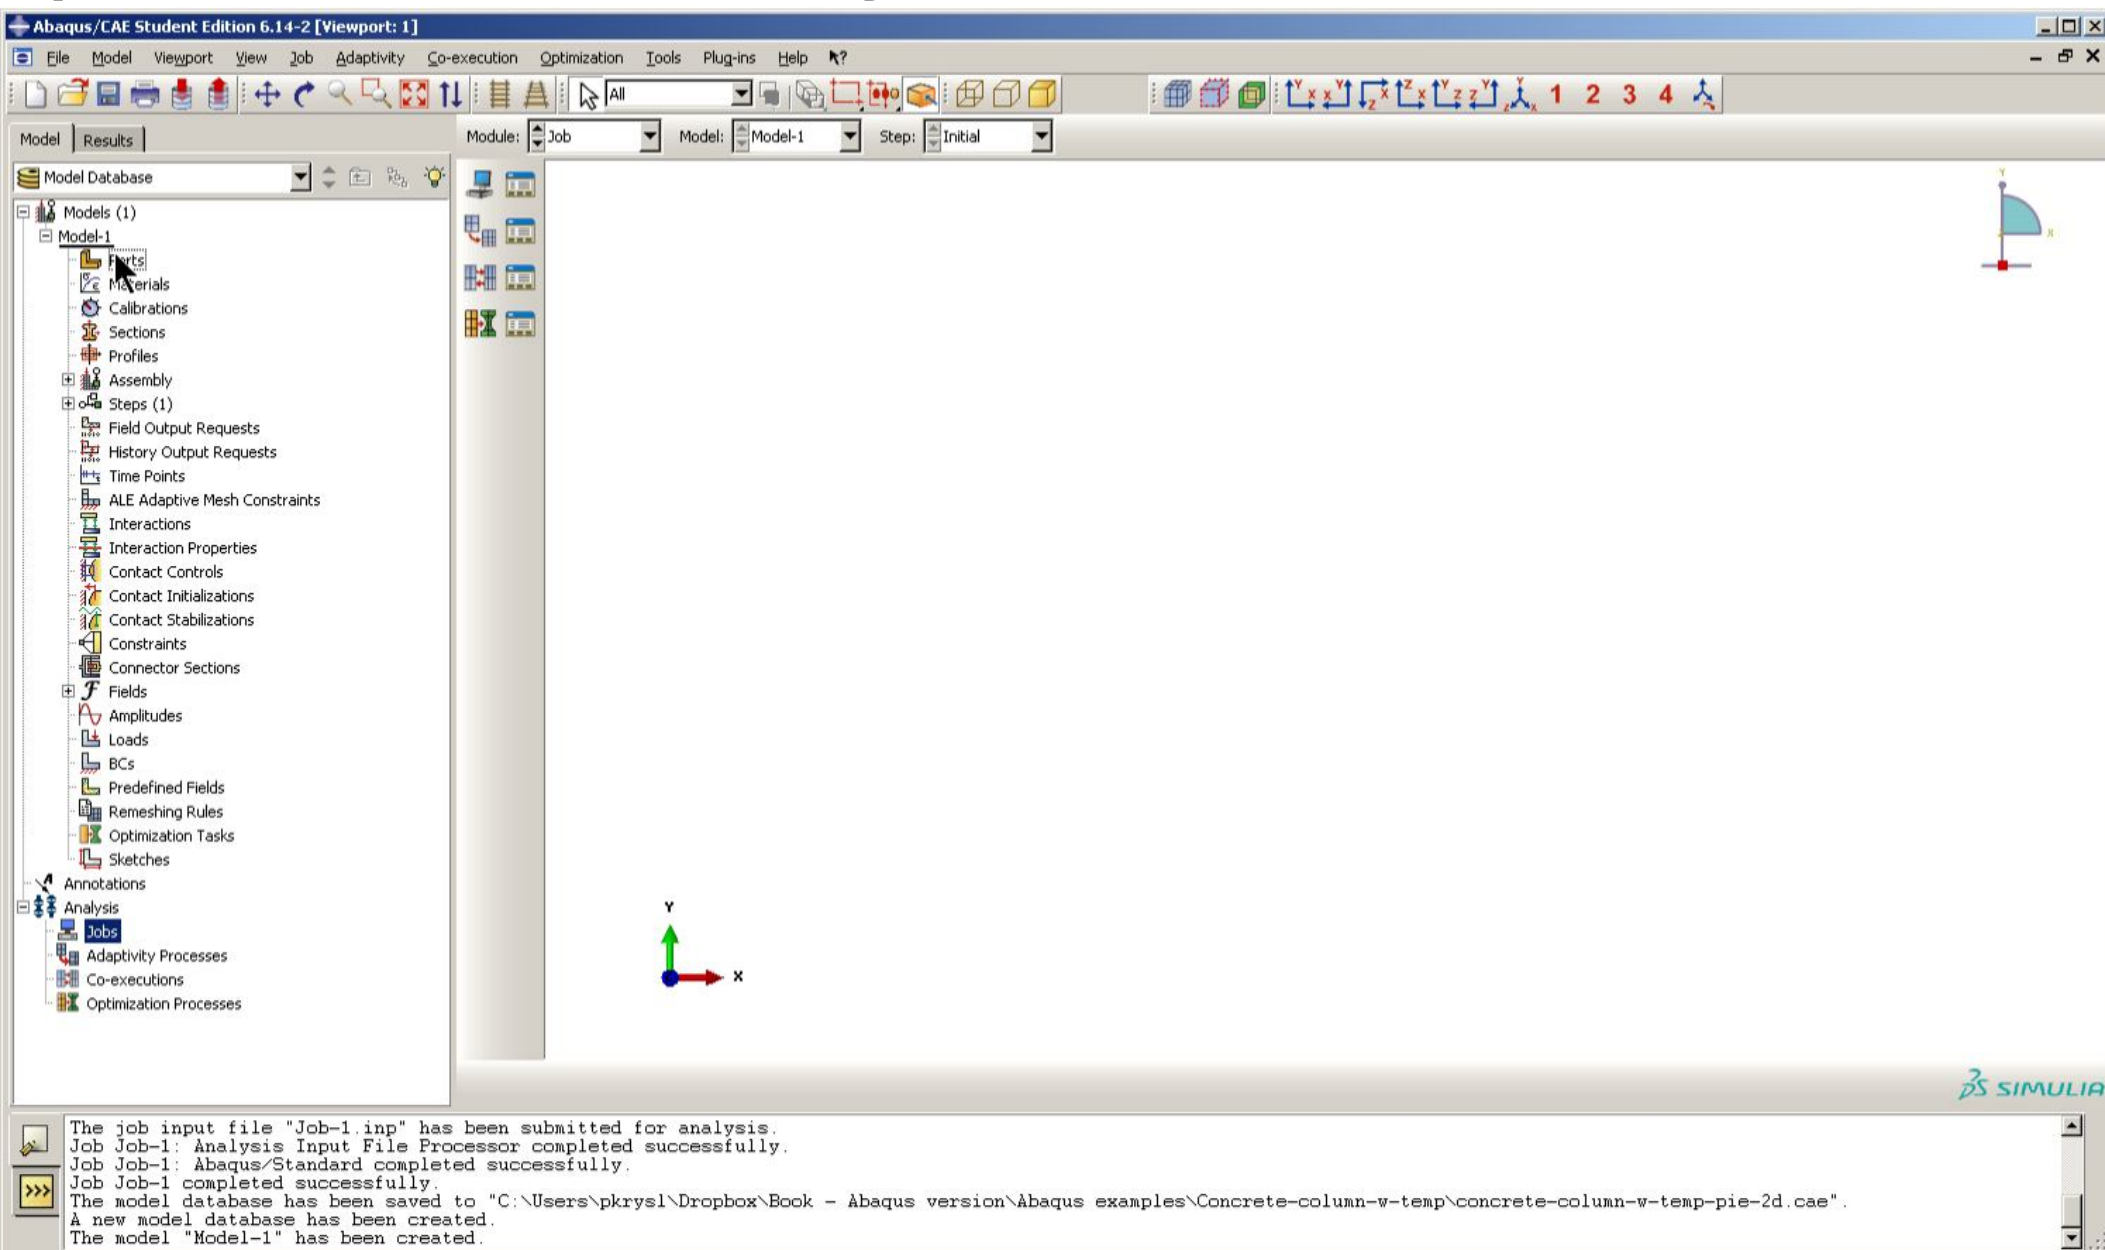 Abaqus/CAE Student Edition 6.14-2 [Viewport: 1]
File Model Viewport View Job Adaptivity Co-execution Optimization Tools Plug-ins Help
All
1 2 3 4
Model Results
Module: Job Model: Model-1 Step: Initial
Model Database
Models (1)
Model-1
Parts
Materials
Calibrations
Sections
Profiles
Assembly
Steps (1)
Field Output Requests
History Output Requests
Time Points
ALE Adaptive Mesh Constraints
Interactions
Interaction Properties
Contact Controls
Contact Initializations
Contact Stabilizations
Constraints
Connector Sections
Fields
Amplitudes
Loads
BCs
Predefined Fields
Remeshing Rules
Optimization Tasks
Sketches
Annotations
Analysis
Jobs
Adaptivity Processes
Co-executions
Optimization Processes
Y
X
Y
X
SIMULIA
The job input file "Job-1.inp" has been submitted for analysis.
Job Job-1: Analysis Input File Processor completed successfully.
Job Job-1: Abaqus/Standard completed successfully.
Job Job-1 completed successfully.
The model database has been saved to "C:\Users\pkrysl\Dropbox\Book - Abaqus version\Abaqus examples\Concrete-column-w-temp\concrete-column-w-temp-pie-2d.cae".
A new model database has been created.
The model "Model-1" has been created.